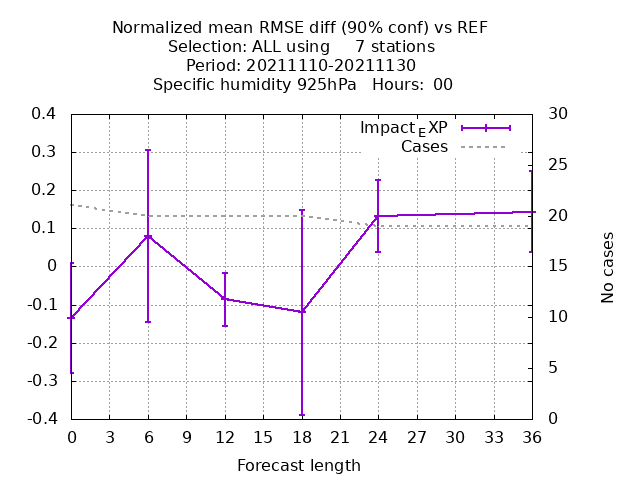 Normalized mean RMSE diff (90% conf) vs REF
Selection: ALL using 7 stations
Period: 20211110-20211130
Specific humidity 925hPa Hours: 00
0.4 30
Impact_EXP
Cases
0.3 25
0.2 20
0.1
0 15
-0.1 10
-0.2
-0.3 5
-0.4 0
No cases
0 3 6 9 12 15 18 21 24 27 30 33 36
Forecast length